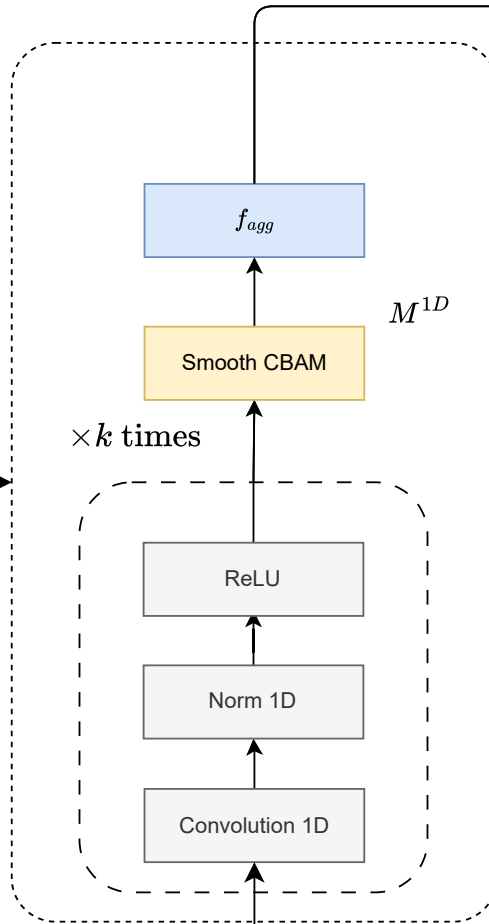 f_agg
M^1D
Smooth CBAM
×k times
ReLU
Norm 1D
Convolution 1D